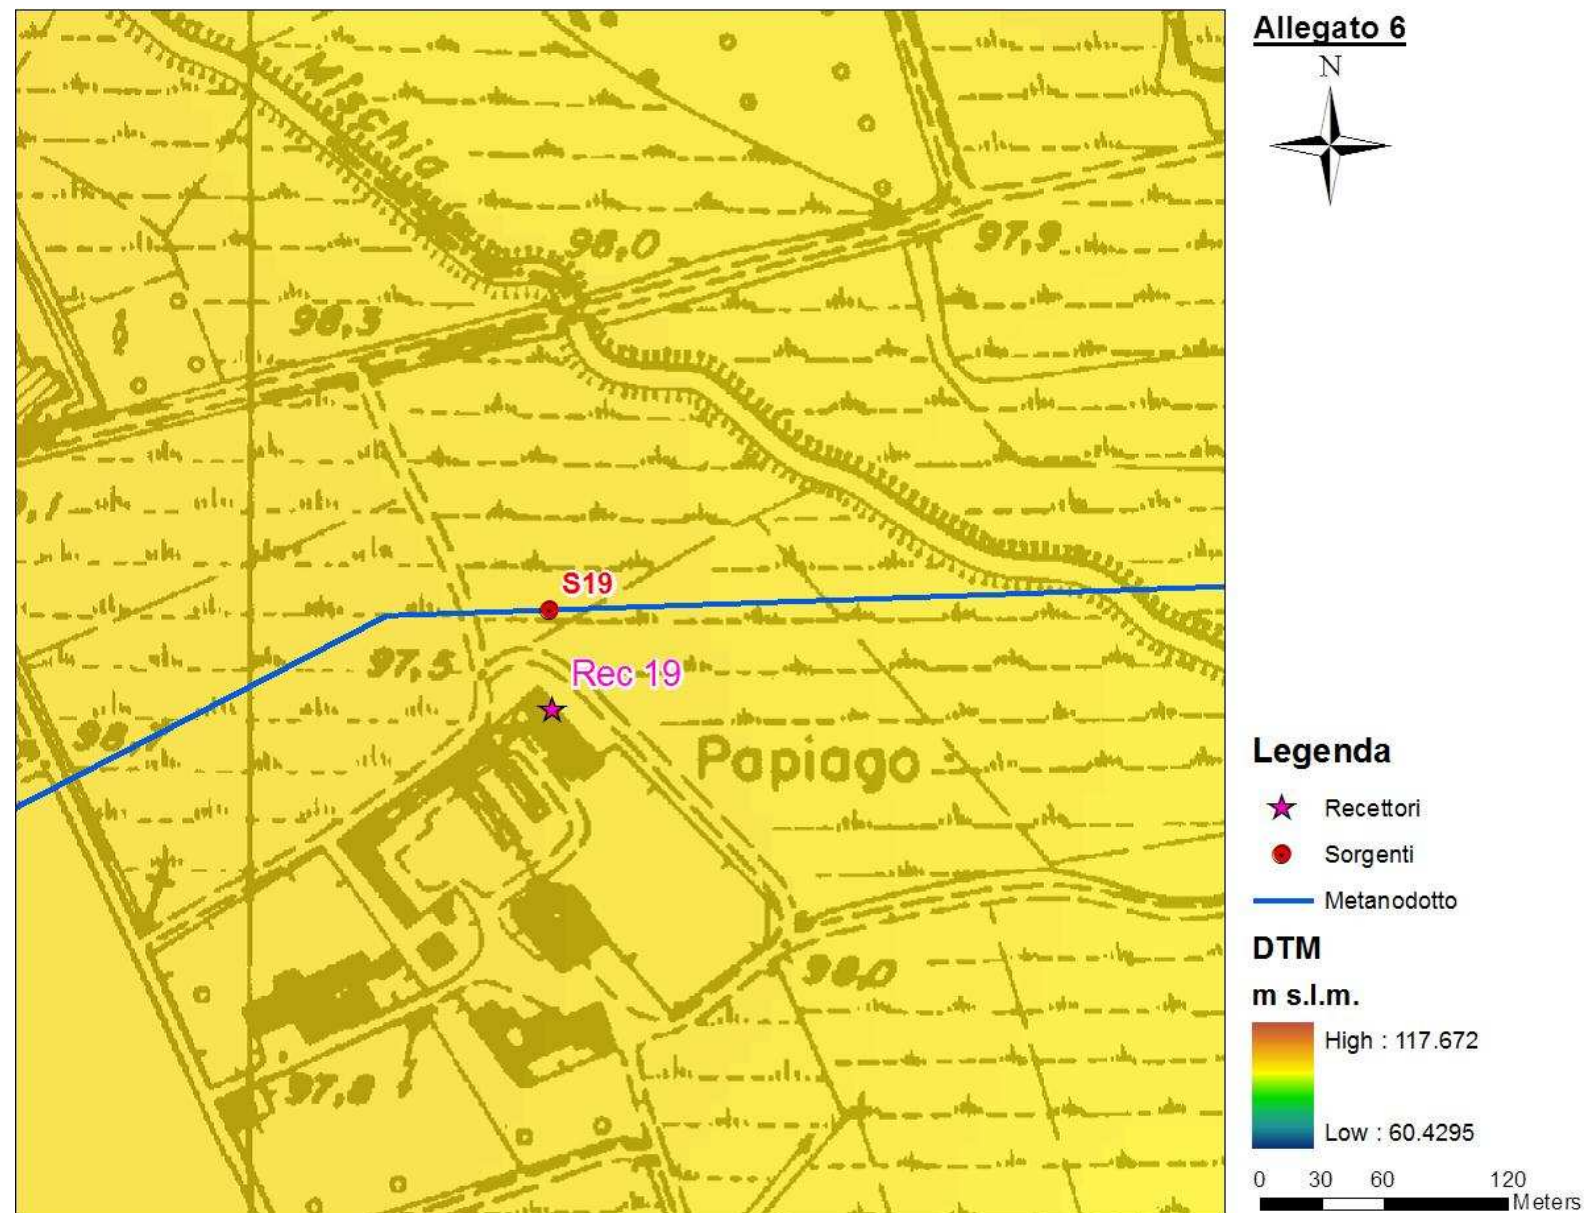 Allegato 6
N
Mischia
98,0
97,9
98,3
S19
97,5
Rec 19
Papiago
98,0
97,8
Legenda
Recettori
Sorgenti
Metanodotto
DTM
m s.l.m.
High : 117.672
Low : 60.4295
0 30 60 120
Meters